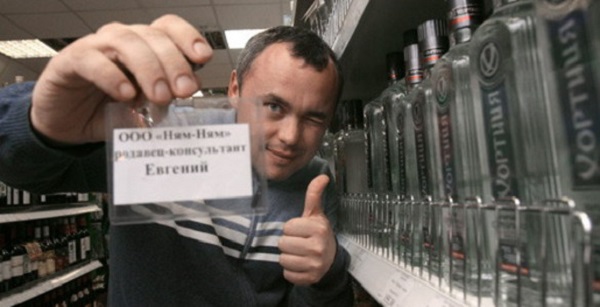 ООО «Ням-Ням»
родавец-консультант
Евгений